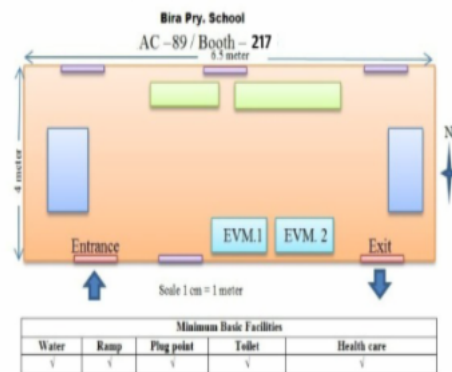 Bira Pry. School
AC -89 / Booth - 217
6.5 meter
4 meter
N
EVM.1 EVM. 2
Entrance Exit
Scale 1 cm = 1 meter
Minimum Basic Facilities
Water Ramp Plug point Toilet Health care
√ √ √ √ √